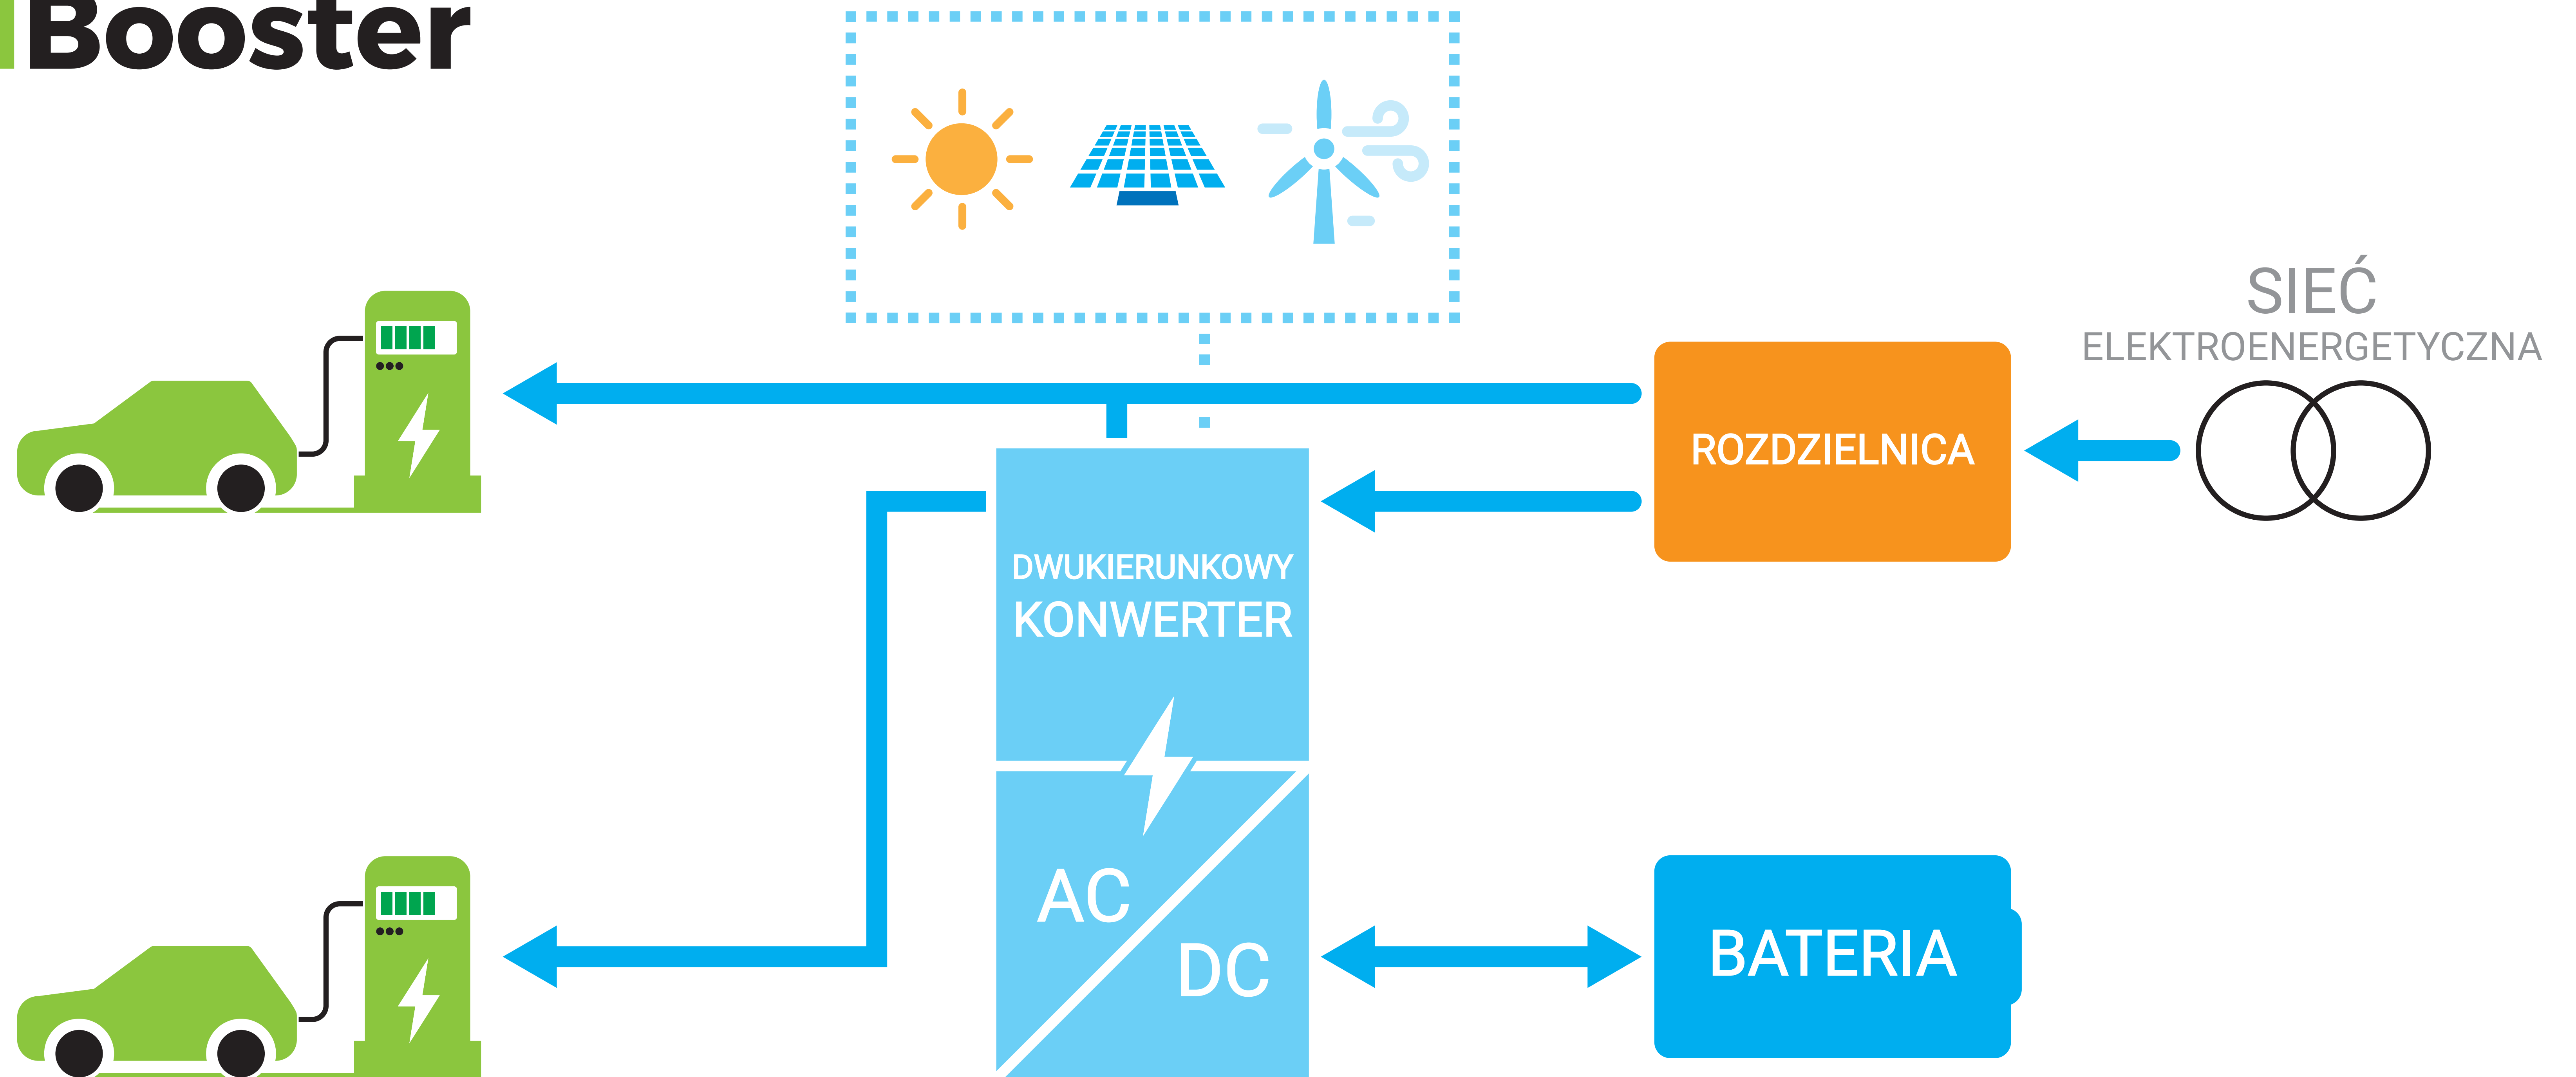 Booster
SIEĆ
ELEKTROENERGETYCZNA
ROZDZIELNICA
DWUKIERUNKOWY
KONWERTER
AC
DC
BATERIA